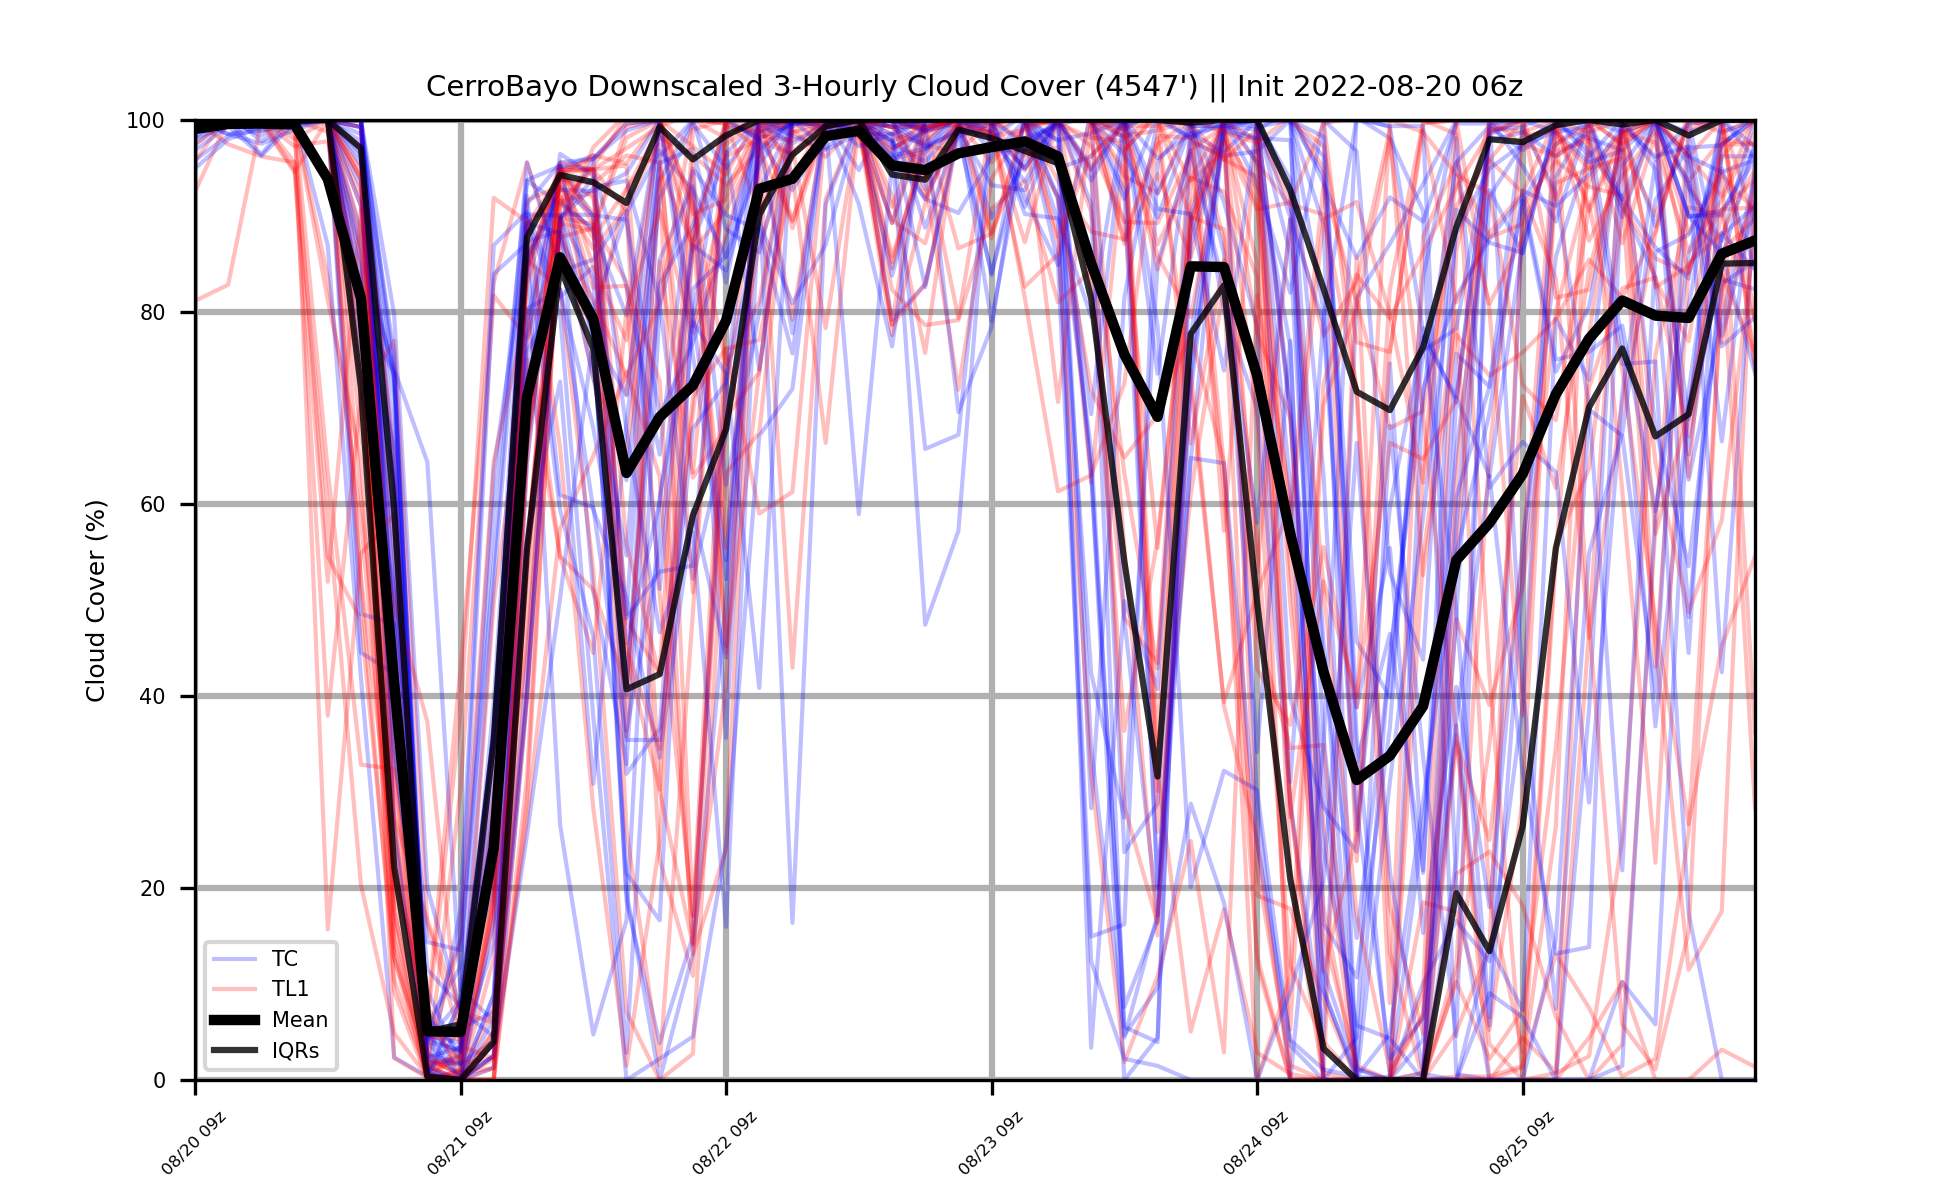 CerroBayo Downscaled 3-Hourly Cloud Cover (4547') || Init 2022-08-20 06z
100
80
60
40
20
0
Cloud Cover (%)
TC
TL1
Mean
IQRs
08/20 09z
08/21 09z
08/22 09z
08/23 09z
08/24 09z
08/25 09z